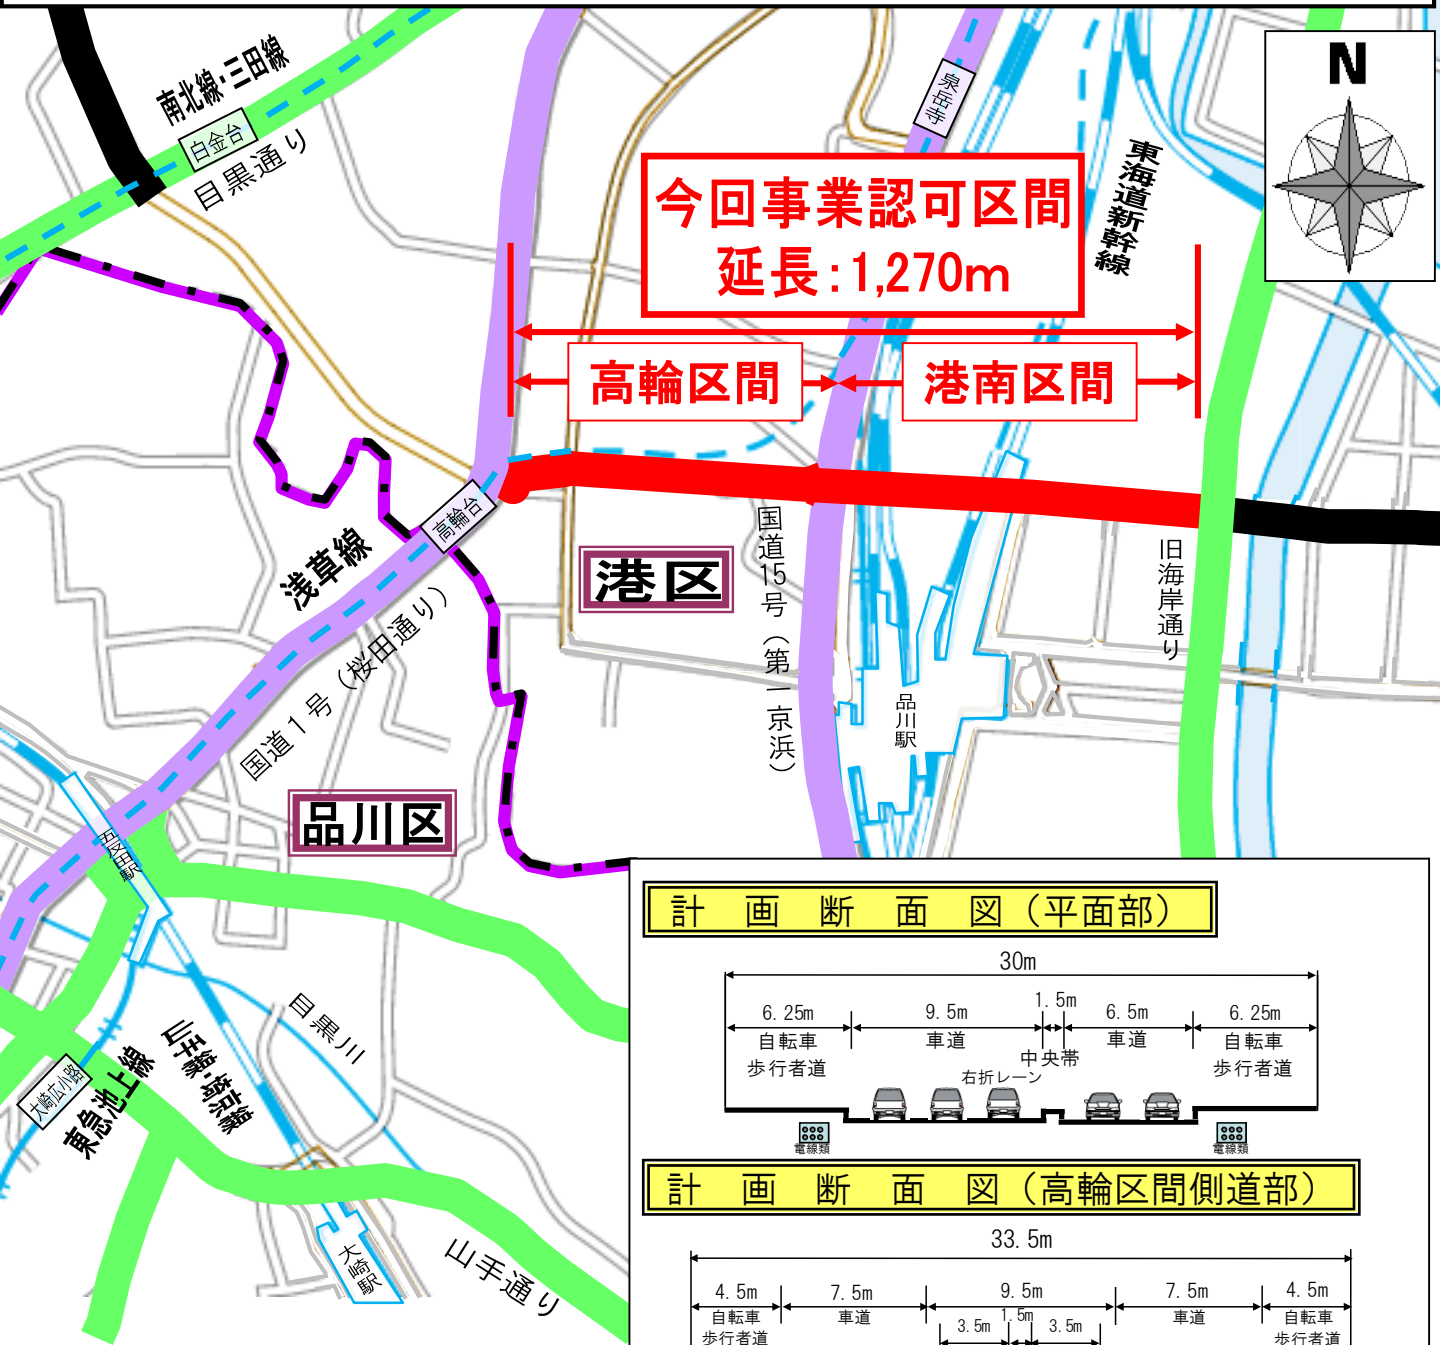 南北線・三田線
白金台
目黒通り
泉岳寺
東海道新幹線
N
今回事業認可区間
延長：1,270m
高輪区間
港南区間
高輪台
浅草線
国道1号（桜田通り）
港区
国道15号（第一京浜）
旧海岸通り
品川駅
品川区
五反田駅
目黒川
山手線・埼京線
東急池上線
大崎広小路
大崎駅
山手通り
計画断面図（平面部）
30m
6.25m
9.5m
1.5m
6.5m
6.25m
自転車
歩行者道
車道
中央帯
車道
自転車
歩行者道
右折レーン
電線類
電線類
計画断面図（高輪区間側道部）
33.5m
4.5m
7.5m
9.5m
7.5m
4.5m
自転車
歩行者道
車道
1.5m
3.5m
3.5m
車道
自転車
歩行者道